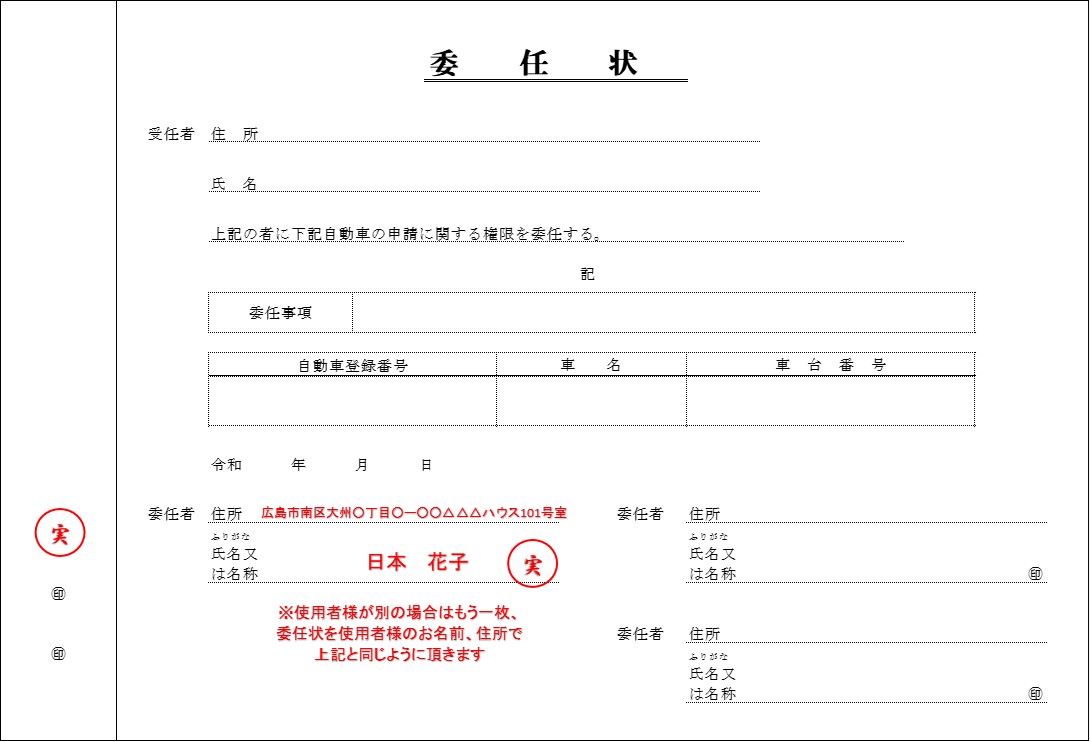 委　任　状
受任者　住　所
氏　名
上記の者に下記自動車の申請に関する権限を委任する。
記
委任事項
自動車登録番号　車　名　車　台　番　号
令和　　年　　月　　日
委任者　住所　広島市南区大州〇丁目〇ー〇〇△△△ハウス101号室
ふりがな
氏名又
は名称
日本　花子　実
※使用者様が別の場合はもう一枚、
委任状を使用者様のお名前、住所で
上記と同じように頂きます
委任者　住所
ふりがな
氏名又
は名称　㊞
委任者　住所
ふりがな
氏名又
は名称　㊞
実
㊞
㊞